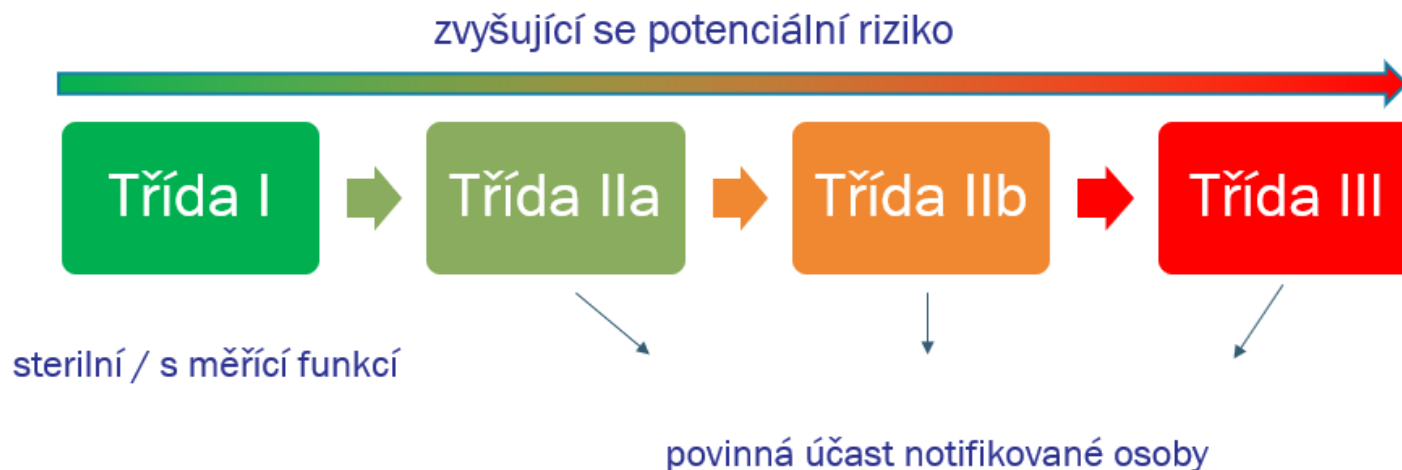 zvyšující se potenciální riziko
Třída I
Třída IIa
Třída IIb
Třída III
sterilní / s měřící funkcí
povinná účast notifikované osoby